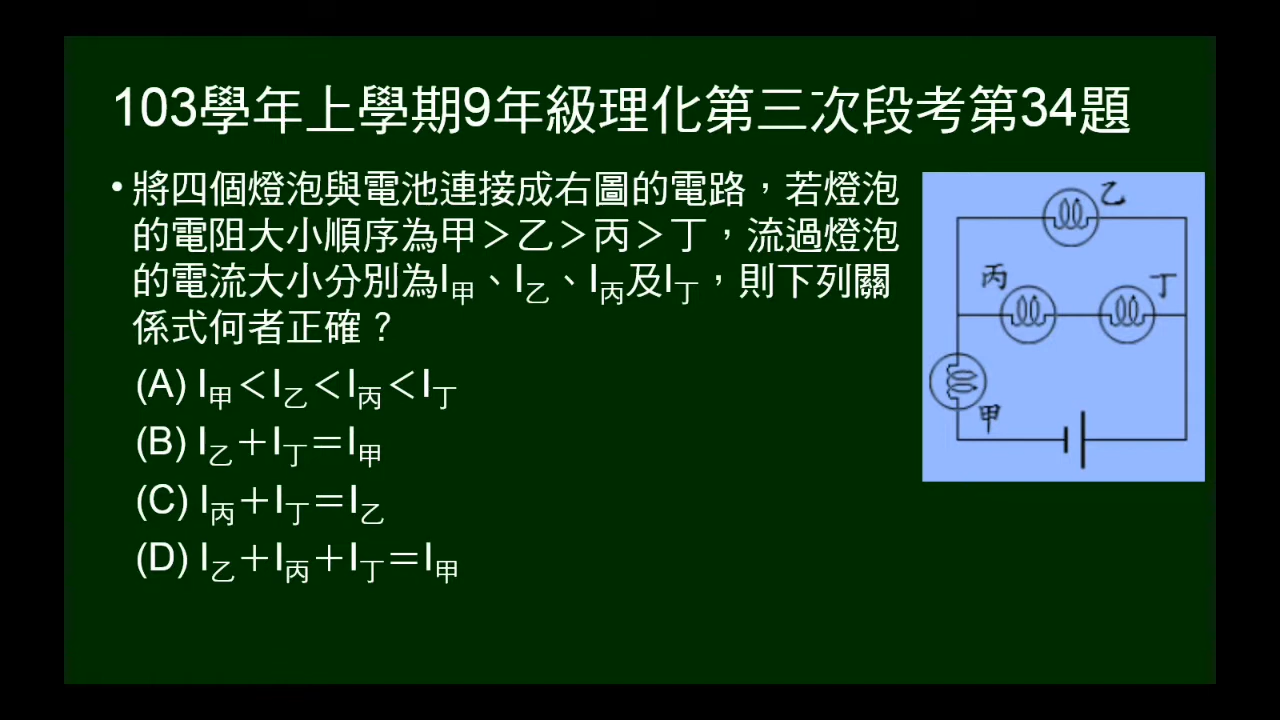 103學年上學期9年級理化第三次段考第34題
•將四個燈泡與電池連接成右圖的電路，若燈泡
的電阻大小順序為甲＞乙＞丙＞丁，流過燈泡
的電流大小分別為I甲、I乙、I丙及I丁，則下列關
係式何者正確？
(A) I甲＜I乙＜I丙＜I丁
(B) I乙＋I丁＝I甲
(C) I丙＋I丁＝I乙
(D) I乙＋I丙＋I丁＝I甲
乙
丙
丁
甲